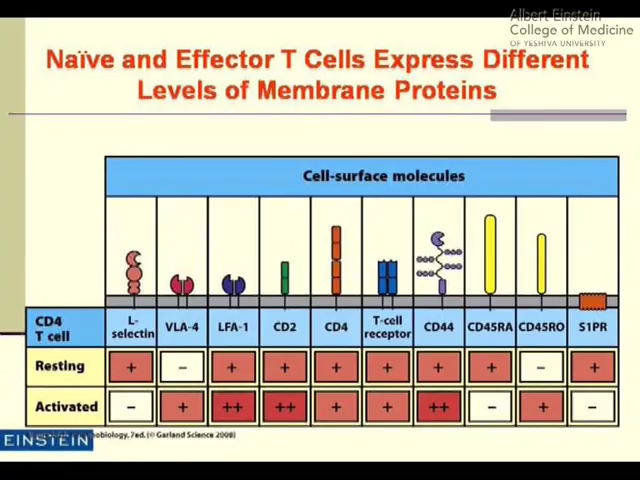 Albert Einstein
College of Medicine
OF YESHIVA UNIVERSITY
Naïve and Effector T Cells Express Different
Levels of Membrane Proteins
Cell-surface molecules
CD4 T cell L-selectin VLA-4 LFA-1 CD2 CD4 T-cell receptor CD44 CD45RA CD45RO S1PR
Resting + – + + + + + + – +
Activated – + ++ ++ + + ++ – + –
EINSTEIN
7ed. (© Garland Science 2008)